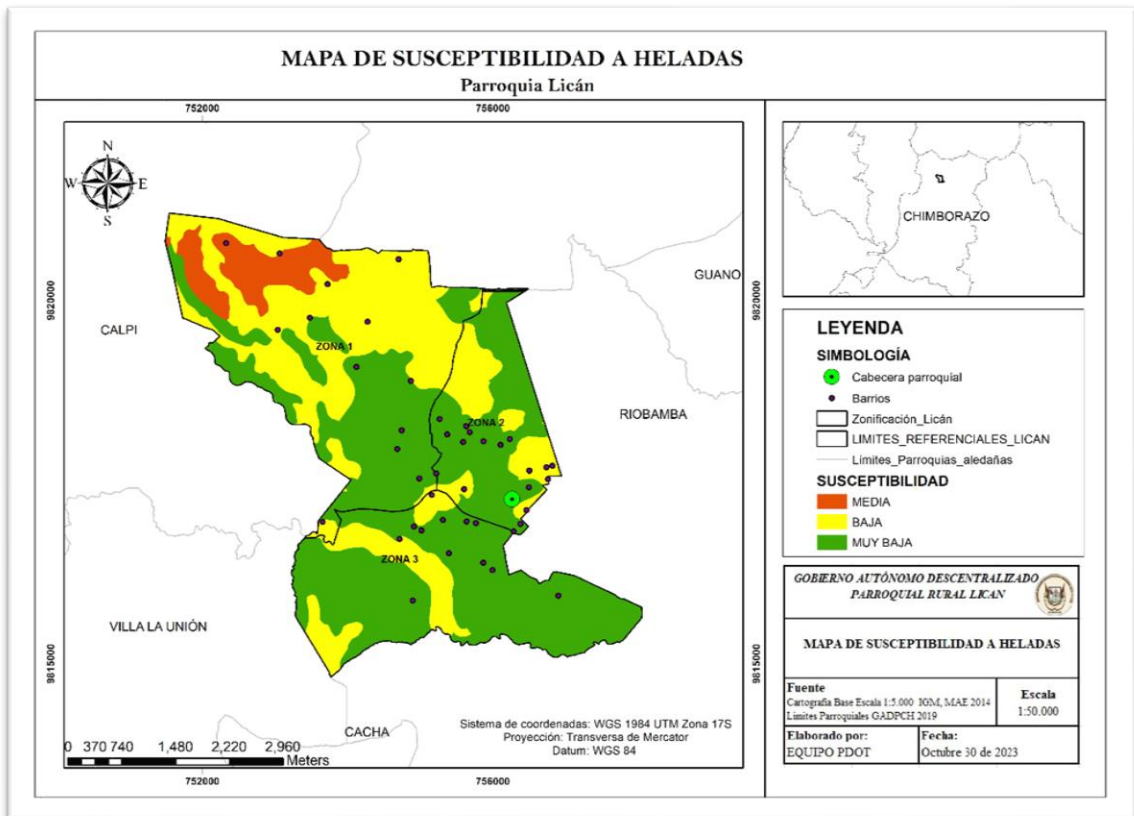 MAPA DE SUSCEPTIBILIDAD A HELADAS
Parroquia Licán
752000
756000
N
W
E
S
9820000
9820000
GUANO
CALPI
ZONA 1
RIOBAMBA
ZONA 2
ZONA 3
VILLA LA UNIÓN
9815000
9815000
CACHA
Sistema de coordenadas: WGS 1984 UTM Zona 17S
Proyección: Transversa de Mercator
Datum: WGS 84
0 370 740 1,480 2,220 2,960
Meters
752000
756000
CHIMBORAZO
LEYENDA
SIMBOLOGÍA
Cabecera parroquial
Barrios
Zonificación_Licán
LIMITES_REFERENCIALES_LICAN
Límites_Parroquias_aledañas
SUSCEPTIBILIDAD
MEDIA
BAJA
MUY BAJA
GOBIERNO AUTÓNOMO DESCENTRALIZADO
PARROQUIAL RURAL LICAN
MAPA DE SUSCEPTIBILIDAD A HELADAS
Fuente
Cartografía Base Escala 1:5.000 IGM, MAE 2014
Límites Parroquiales GADPCH 2019
Escala
1:50.000
Elaborado por:
EQUIPO PDOT
Fecha:
Octubre 30 de 2023